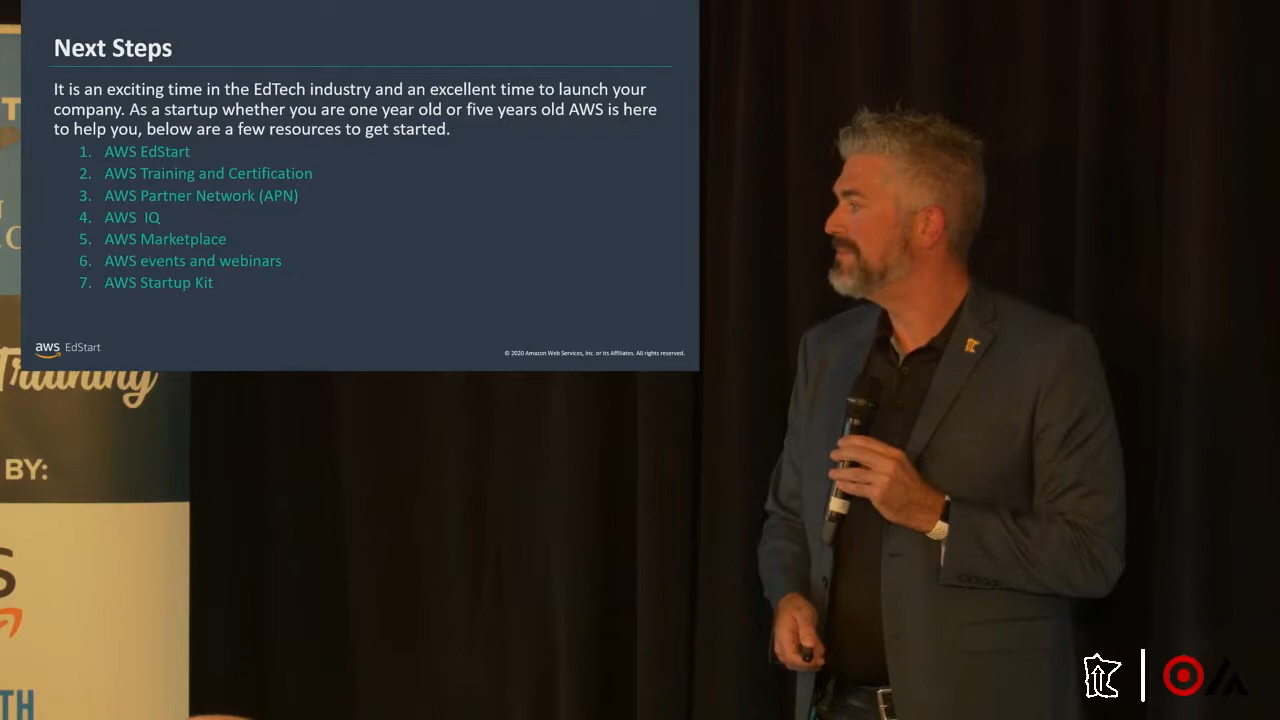 Next Steps
It is an exciting time in the EdTech industry and an excellent time to launch your
company. As a startup whether you are one year old or five years old AWS is here
to help you, below are a few resources to get started.
1. AWS EdStart
2. AWS Training and Certification
3. AWS Partner Network (APN)
4. AWS IQ
5. AWS Marketplace
6. AWS events and webinars
7. AWS Startup Kit
aws EdStart
© 2020 Amazon Web Services, Inc. or its Affiliates. All rights reserved.
Training
BY:
S
TH